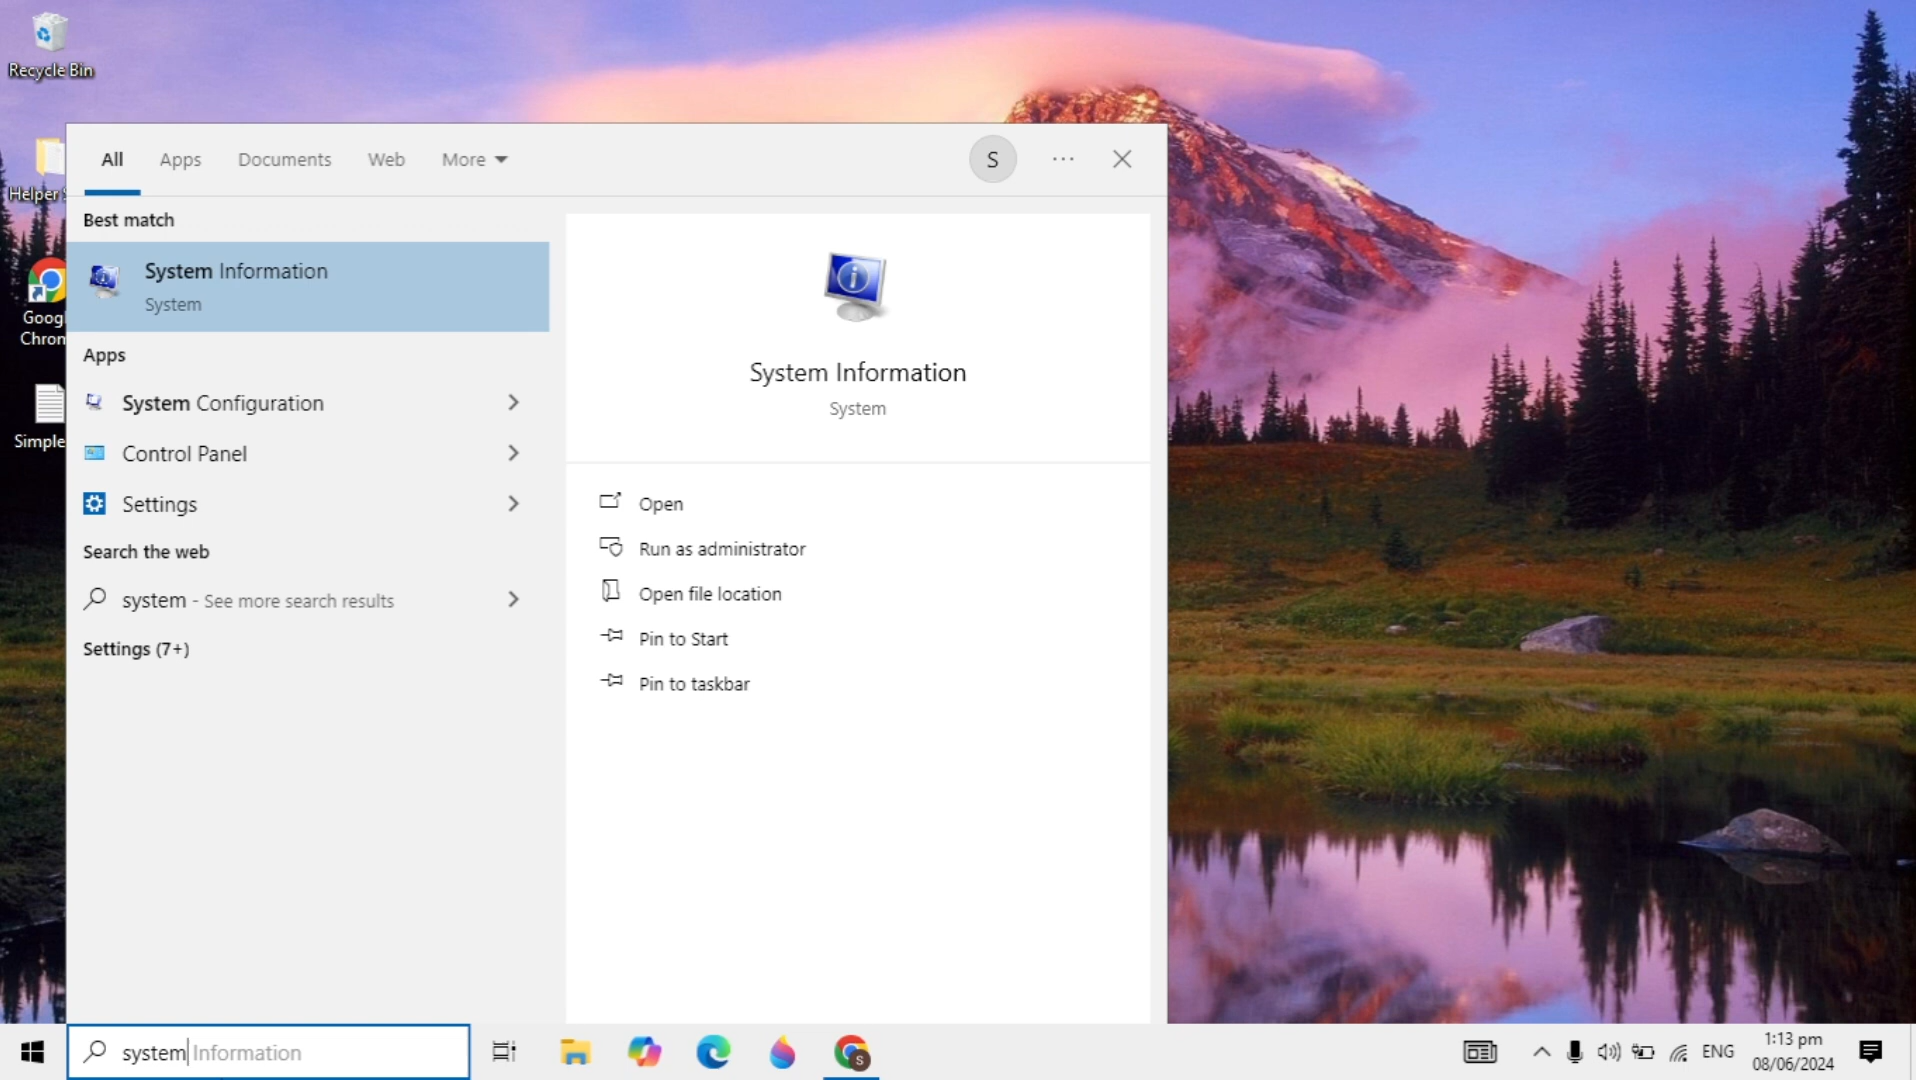 Recycle Bin
Helper
Goog
Chron
Simple
All
Apps
Documents
Web
More
S
Best match
System Information
System
Apps
System Configuration
Control Panel
Settings
Search the web
system - See more search results
Settings (7+)
System Information
System
Open
Run as administrator
Open file location
Pin to Start
Pin to taskbar
system Information
S
ENG
1:13 pm
08/06/2024